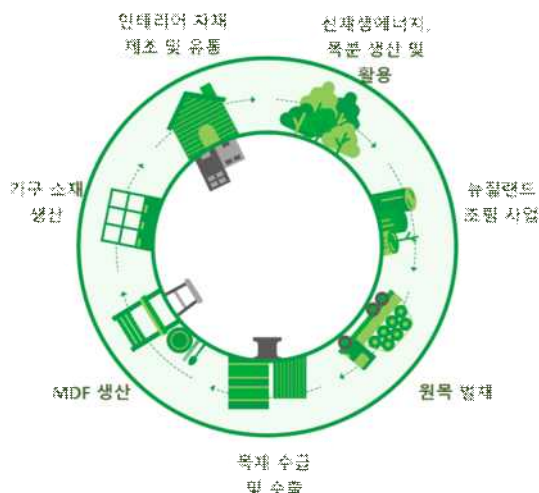 인테리어 자재
제조 및 유통
신재생에너지,
목분 생산 및
활용
가구 소재
생산
뉴질랜드
조림 사업
MDF 생산
원목 벌채
목재 수급
및 수출